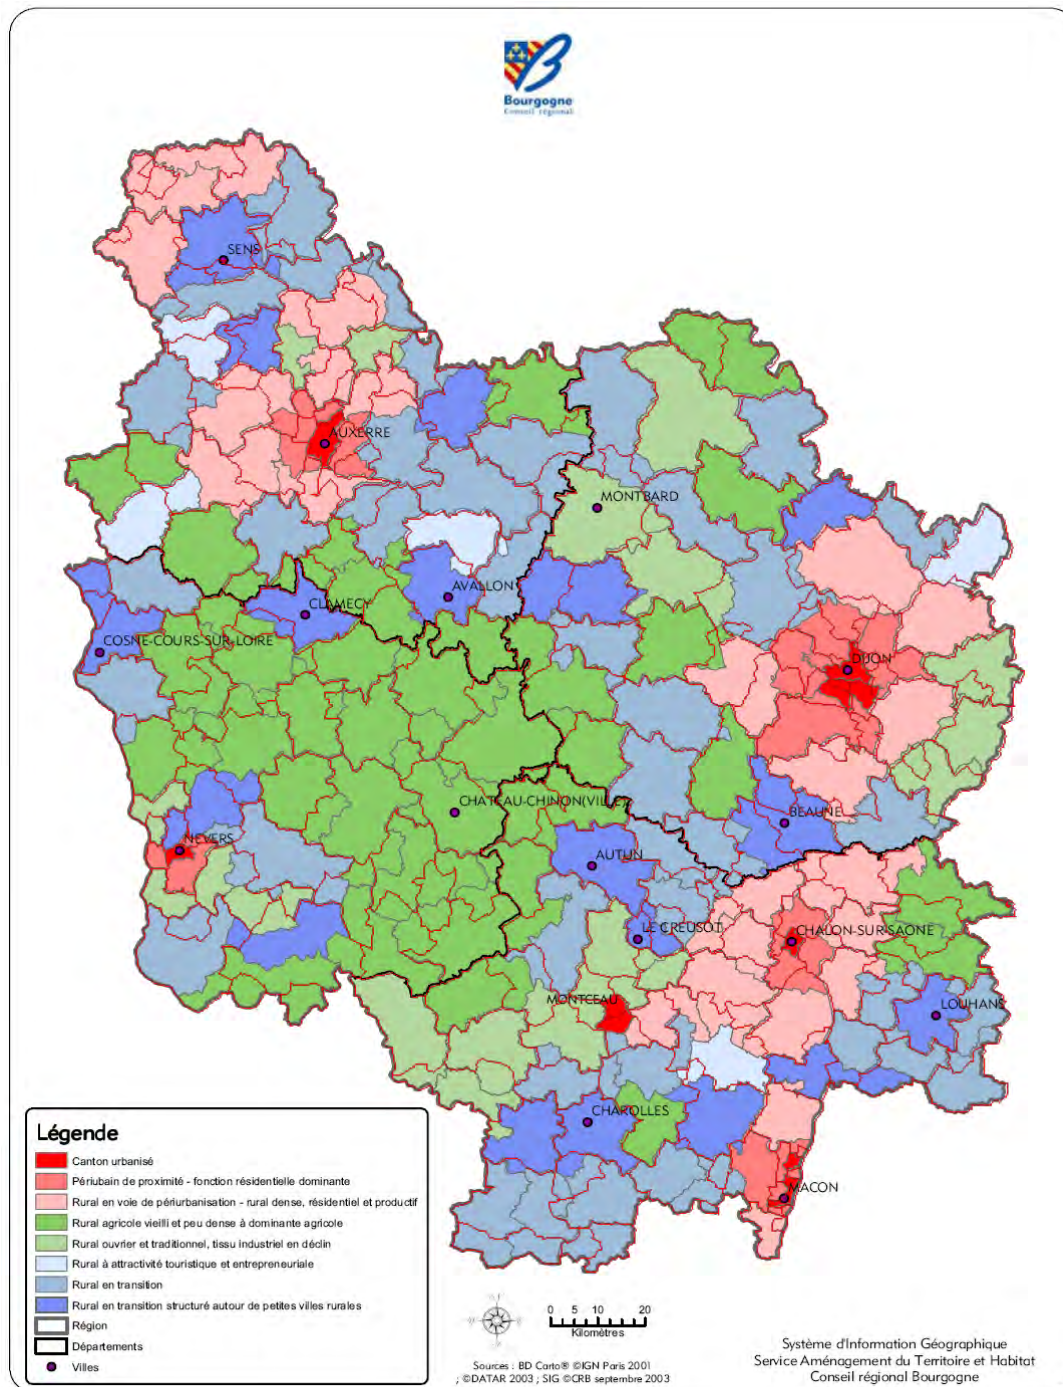 Bourgogne
Conseil régional
SENS
AUXERRE
MONTBARD
AVALLON
CLAMECY
COSNE-COURS-SUR-LOIRE
DIJON
CHATEAU-CHINON(VILLE)
BEAUNE
NEVERS
AUTUN
LE CREUSOT
CHALON-SUR-SAONE
MONTCEAU
LOUHANS
CHAROLLES
MACON
Légende
Canton urbanisé
Périubain de proximité - fonction résidentielle dominante
Rural en voie de périurbanisation - rural dense, résidentiel et productif
Rural agricole vieilli et peu dense à dominante agricole
Rural ouvrier et traditionnel, tissu industriel en déclin
Rural à attractivité touristique et entrepreneuriale
Rural en transition
Rural en transition structuré autour de petites villes rurales
Région
Départements
Villes
0 5 10 20
Kilomètres
Sources : BD Carto® ©IGN Paris 2001
, ©DATAR 2003 ; SIG ©CRB septembre 2003
Système d'Information Géographique
Service Aménagement du Territoire et Habitat
Conseil régional Bourgogne